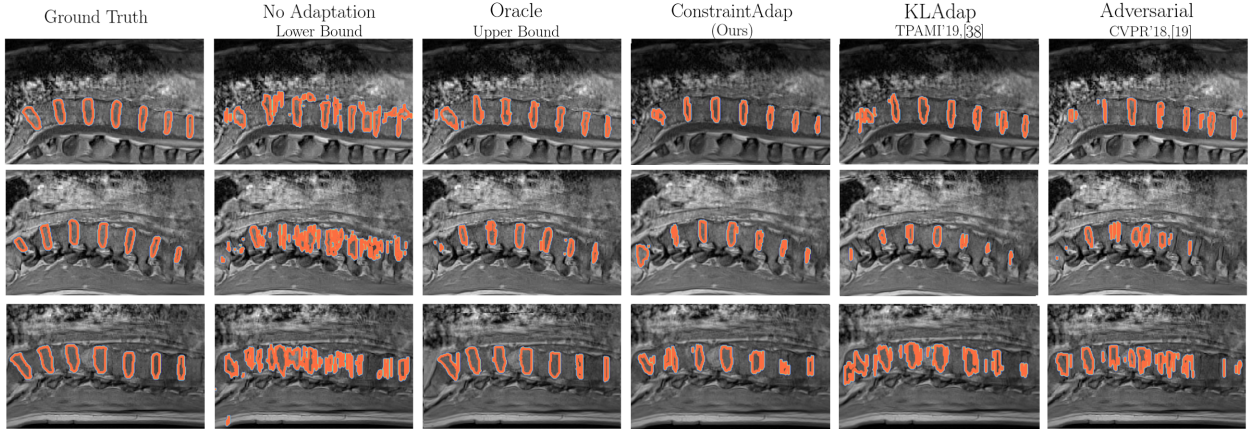 Ground Truth
No Adaptation
Lower Bound
Oracle
Upper Bound
ConstraintAdap
(Ours)
KLAdap
TPAMI'19,[38]
Adversarial
CVPR'18,[19]